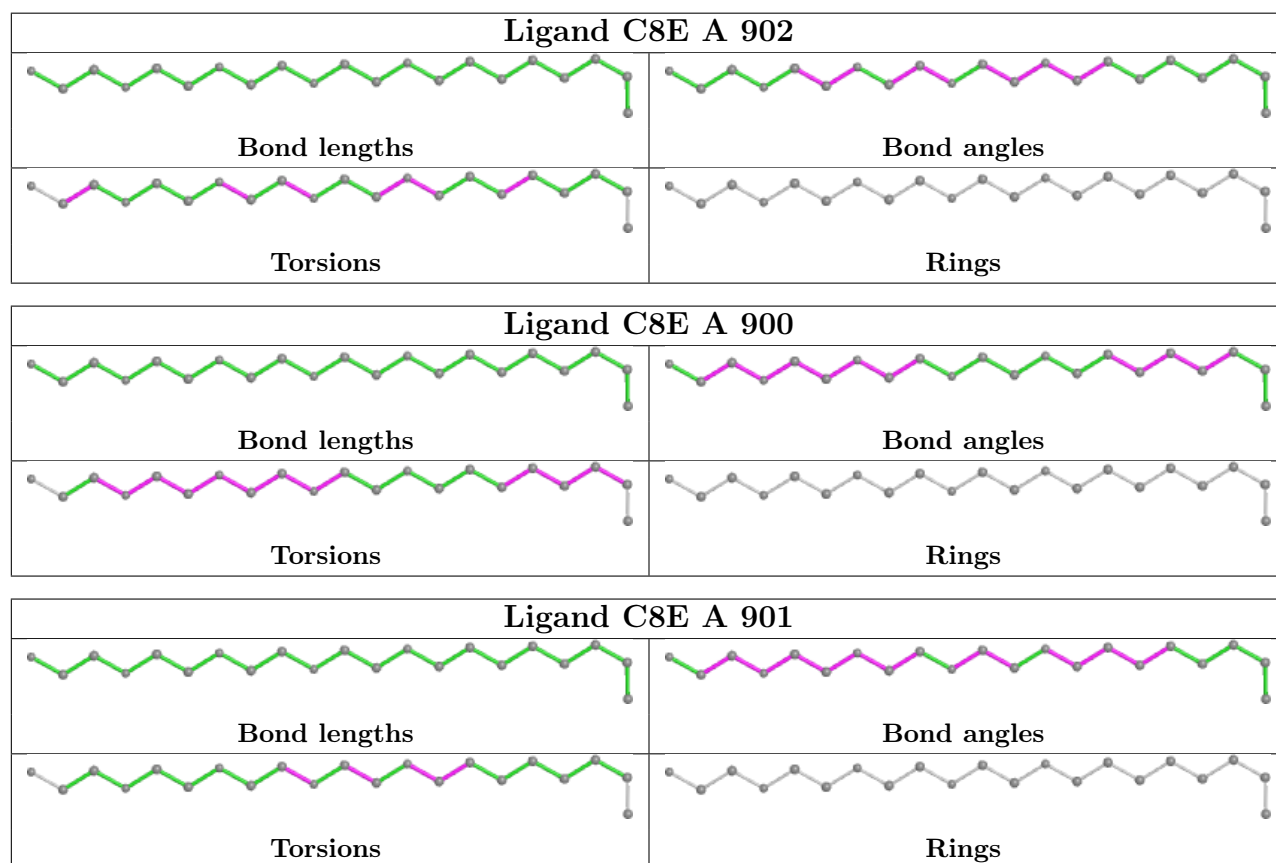 Ligand C8E A 902
Bond lengths
Bond angles
Torsions
Rings
Ligand C8E A 900
Bond lengths
Bond angles
Torsions
Rings
Ligand C8E A 901
Bond lengths
Bond angles
Torsions
Rings